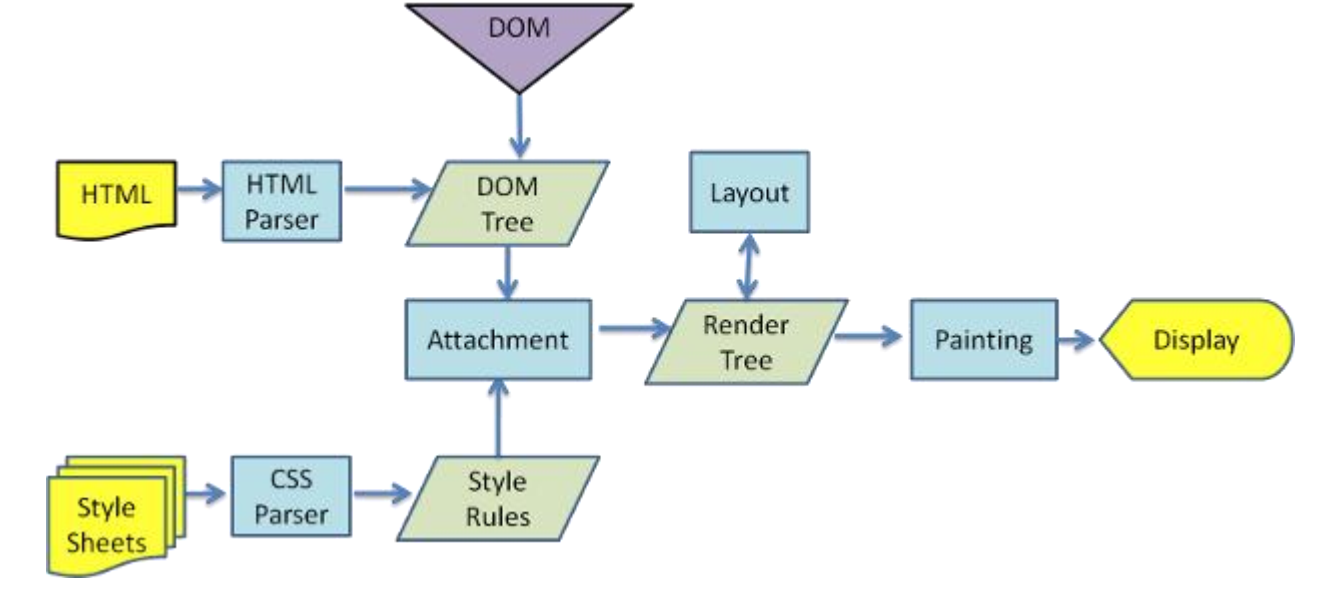 DOM
HTML
HTML
Parser
DOM
Tree
Layout
Attachment
Render
Tree
Painting
Display
Style
Sheets
CSS
Parser
Style
Rules